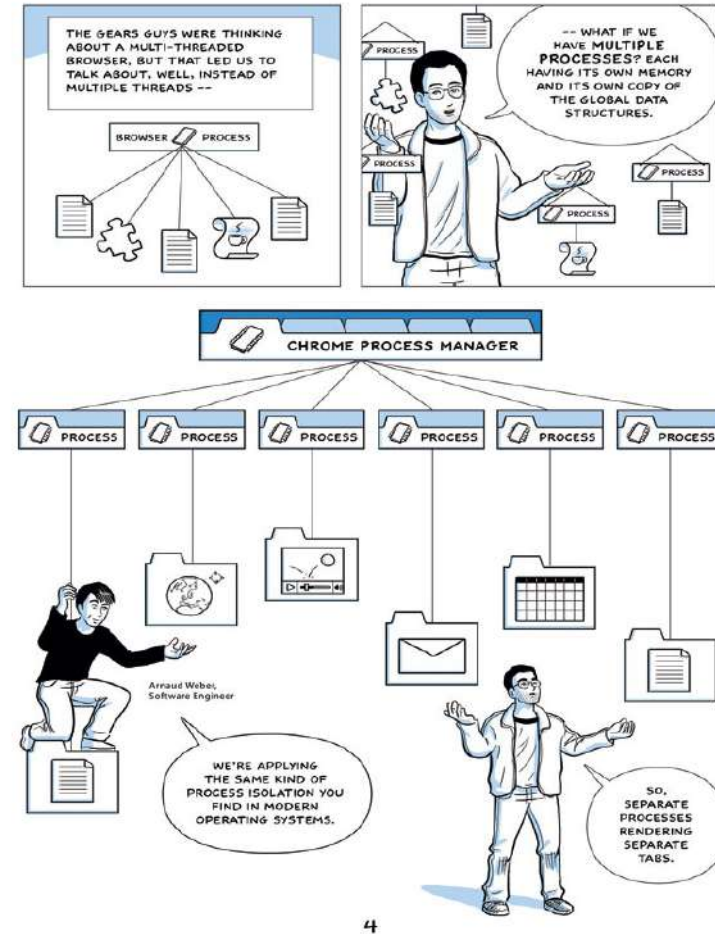 THE GEARS GUYS WERE THINKING
ABOUT A MULTI-THREADED
BROWSER, BUT THAT LED US TO
TALK ABOUT, WELL, INSTEAD OF
MULTIPLE THREADS --
BROWSER PROCESS
-- WHAT IF WE
HAVE MULTIPLE
PROCESSES? EACH
HAVING ITS OWN MEMORY
AND ITS OWN COPY OF
THE GLOBAL DATA
STRUCTURES.
PROCESS
PROCESS
PROCESS
PROCESS
CHROME PROCESS MANAGER
PROCESS
PROCESS
PROCESS
PROCESS
PROCESS
PROCESS
Arnaud Weber,
Software Engineer
WE'RE APPLYING
THE SAME KIND OF
PROCESS ISOLATION YOU
FIND IN MODERN
OPERATING SYSTEMS.
SO,
SEPARATE
PROCESSES
RENDERING
SEPARATE
TABS.
4